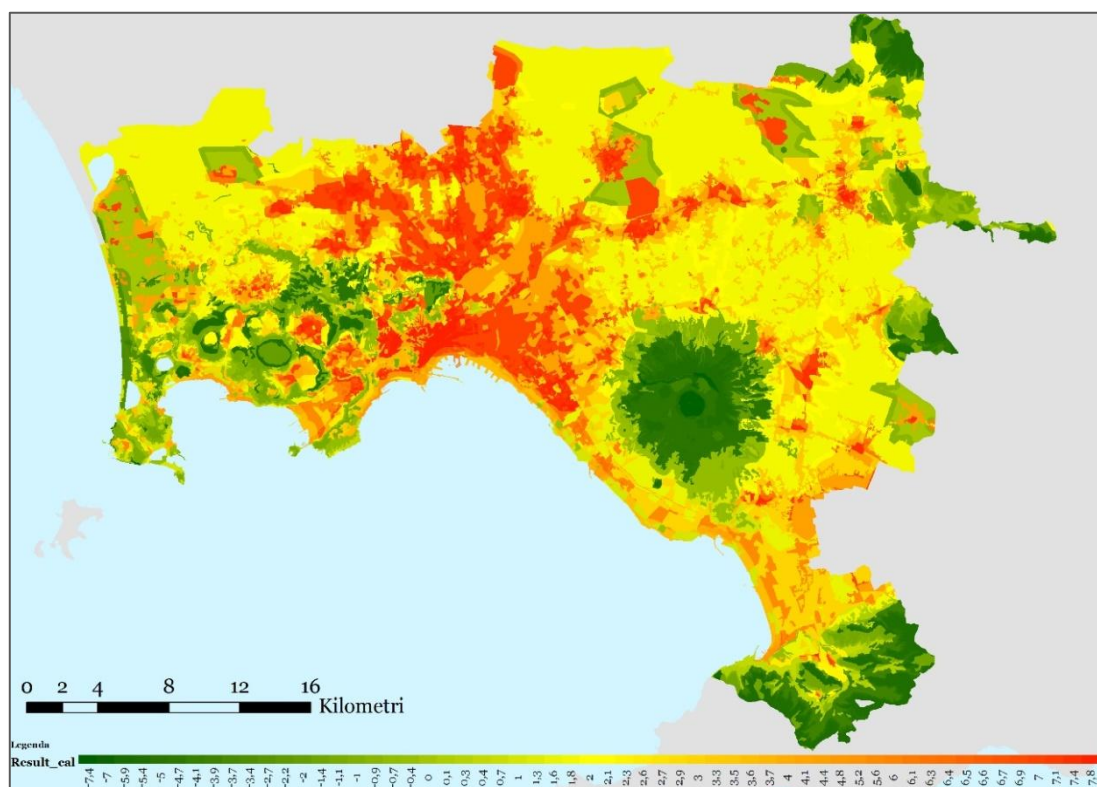 0 2 4 8 12 16
Kilometri
Legenda
Result_cal
-7,4 -7 -5,9 -5,4 -5 -4,7 -4,1 -3,9 -3,7 -3,4 -2,7 -2,2 -2 -1,4 -1,1 -1 -0,9 -0,7 -0,4 0 0,1 0,3 0,4 0,7 1 1,3 1,6 1,8 2 2,1 2,3 2,6 2,7 2,9 3 3,3 3,5 3,6 3,7 4 4,1 4,4 4,8 5,2 5,6 6 6,1 6,3 6,4 6,5 6,6 6,7 6,9 7 7,1 7,4 7,8